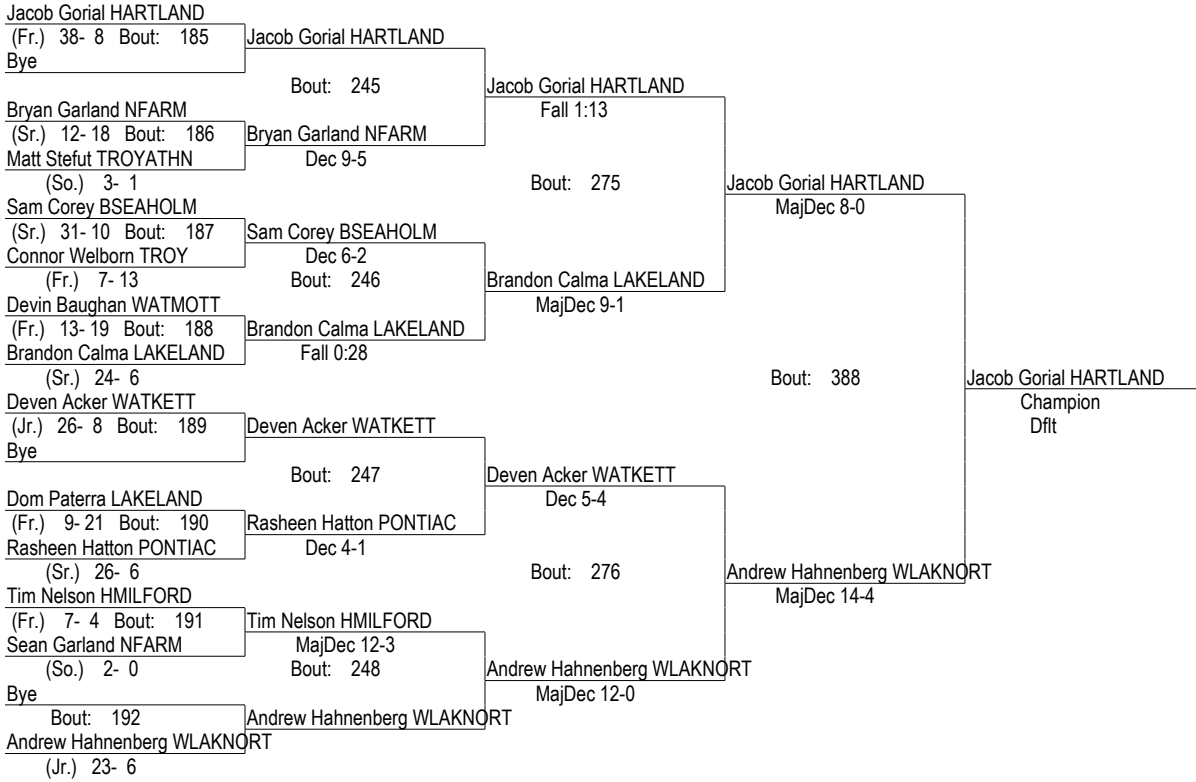 Jacob Gorial HARTLAND
(Fr.) 38- 8 Bout: 185 Jacob Gorial HARTLAND
Bye
Bout: 245 Jacob Gorial HARTLAND
Bryan Garland NFARM Fall 1:13
(Sr.) 12- 18 Bout: 186 Bryan Garland NFARM
Matt Stefut TROYATHN Dec 9-5
(So.) 3- 1 Bout: 275 Jacob Gorial HARTLAND
Sam Corey BSEAHOLM MajDec 8-0
(Sr.) 31- 10 Bout: 187 Sam Corey BSEAHOLM
Connor Welborn TROY Dec 6-2
(Fr.) 7- 13 Bout: 246 Brandon Calma LAKELAND
Devin Baughan WATMOTT MajDec 9-1
(Fr.) 13- 19 Bout: 188 Brandon Calma LAKELAND
Brandon Calma LAKELAND Fall 0:28
(Sr.) 24- 6 Bout: 388 Jacob Gorial HARTLAND
Deven Acker WATKETT Champion
(Jr.) 26- 8 Bout: 189 Deven Acker WATKETT Dflt
Bye
Bout: 247 Deven Acker WATKETT
Dom Paterra LAKELAND Dec 5-4
(Fr.) 9- 21 Bout: 190 Rasheen Hatton PONTIAC
Rasheen Hatton PONTIAC Dec 4-1
(Sr.) 26- 6 Bout: 276 Andrew Hahnenberg WLAKNORT
Tim Nelson HMILFORD MajDec 14-4
(Fr.) 7- 4 Bout: 191 Tim Nelson HMILFORD
Sean Garland NFARM MajDec 12-3
(So.) 2- 0 Bout: 248 Andrew Hahnenberg WLAKNORT
Bye MajDec 12-0
Bout: 192 Andrew Hahnenberg WLAKNORT
Andrew Hahnenberg WLAKNORT
(Jr.) 23- 6